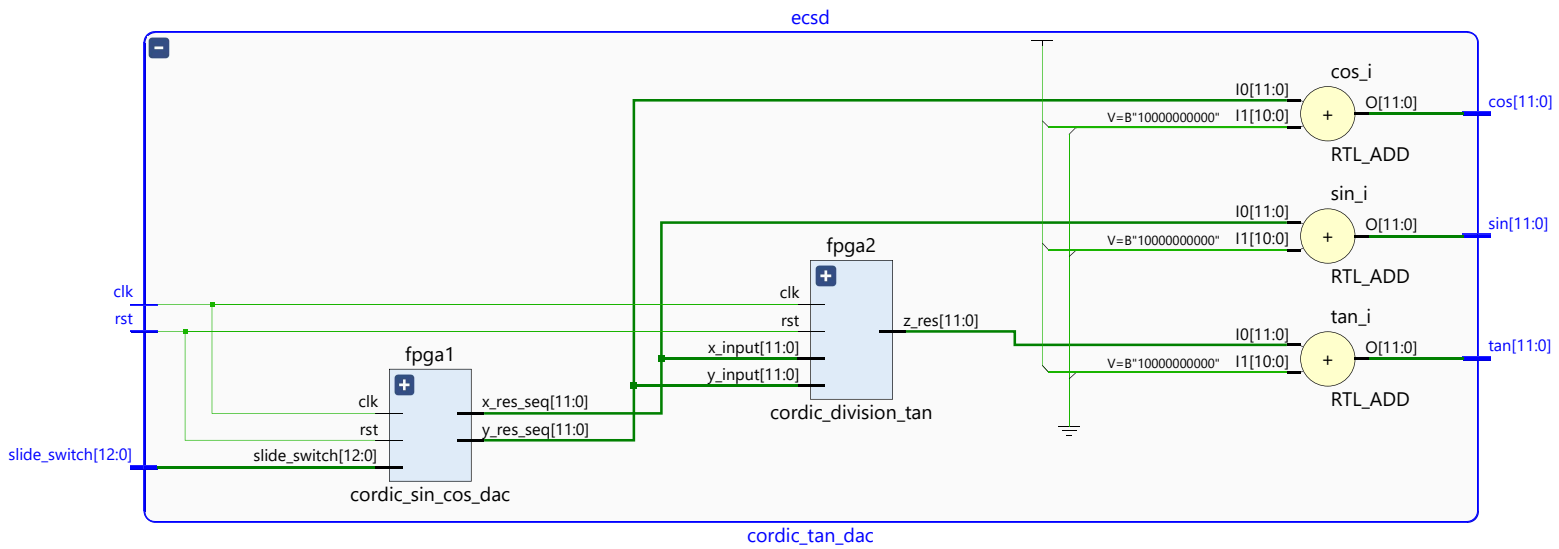 ecsd
cos_i
I0[11:0]
O[11:0]
cos[11:0]
V=B"10000000000"
I1[10:0]
+
RTL_ADD
sin_i
I0[11:0]
O[11:0]
sin[11:0]
V=B"10000000000"
I1[10:0]
+
RTL_ADD
fpga2
clk
clk
rst
rst
z_res[11:0]
x_input[11:0]
y_input[11:0]
cordic_division_tan
tan_i
I0[11:0]
O[11:0]
tan[11:0]
V=B"10000000000"
I1[10:0]
+
RTL_ADD
fpga1
clk
x_res_seq[11:0]
rst
y_res_seq[11:0]
slide_switch[12:0]
slide_switch[12:0]
cordic_sin_cos_dac
cordic_tan_dac